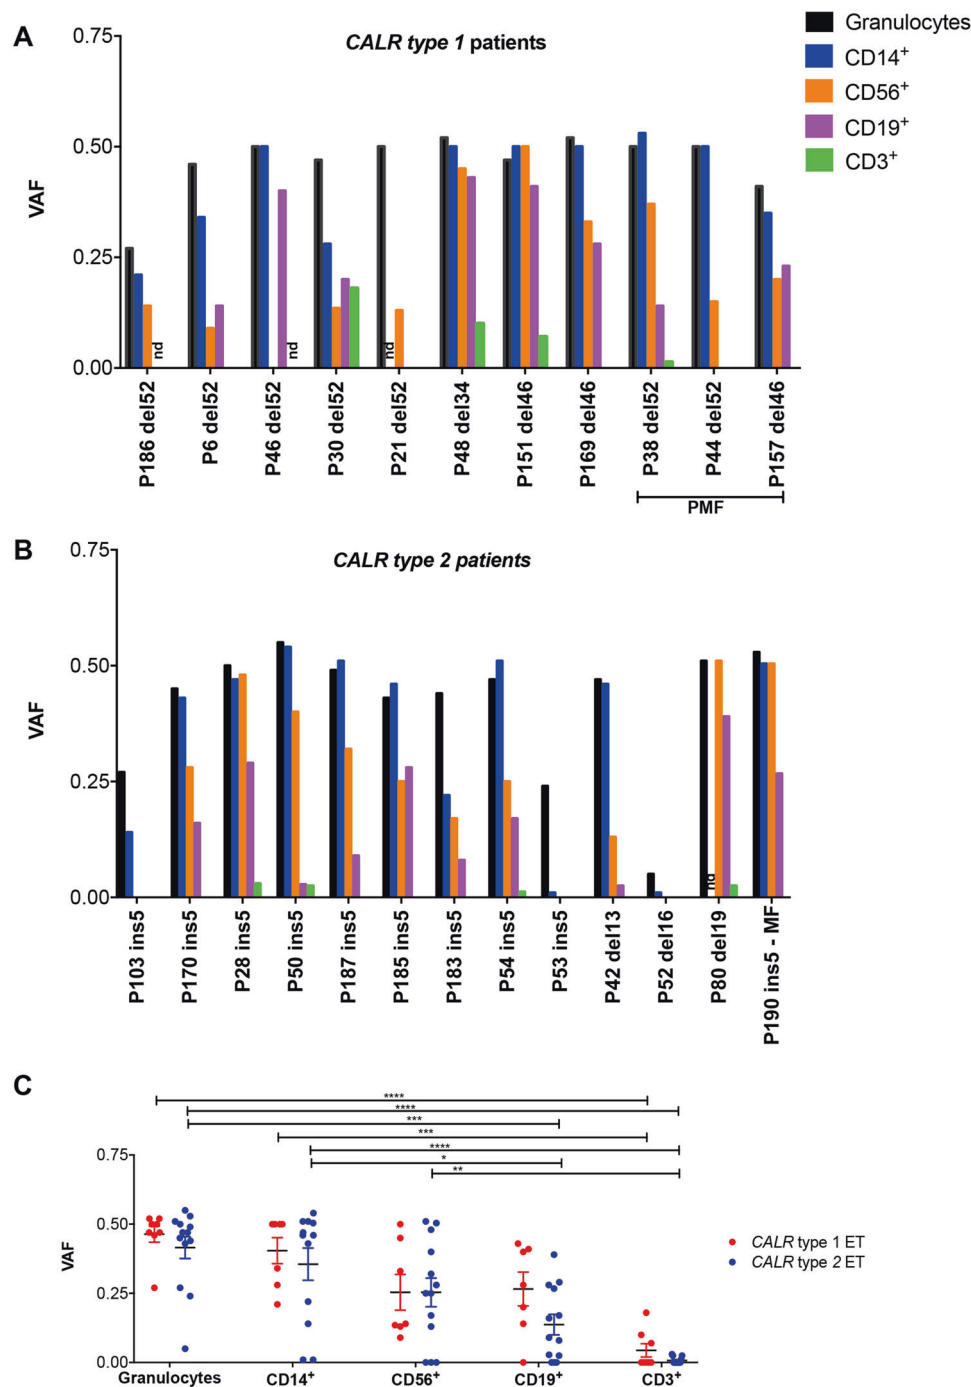 A
CALR type 1 patients
Granulocytes
CD14+
CD56+
CD19+
CD3+
VAF
0.75
0.50
0.25
0.00
nd
nd
nd
P186 del52
P6 del52
P46 del52
P30 del52
P21 del52
P48 del34
P151 del46
P169 del46
P38 del52
P44 del52
P157 del46
PMF
B
CALR type 2 patients
VAF
0.75
0.50
0.25
0.00
nd
P103 ins5
P170 ins5
P28 ins5
P50 ins5
P187 ins5
P185 ins5
P183 ins5
P54 ins5
P53 ins5
P42 del13
P52 del16
P80 del19
P190 ins5 - MF
C
****
****
***
***
****
*
**
VAF
0.75
0.50
0.25
0.00
Granulocytes
CD14+
CD56+
CD19+
CD3+
CALR type 1 ET
CALR type 2 ET